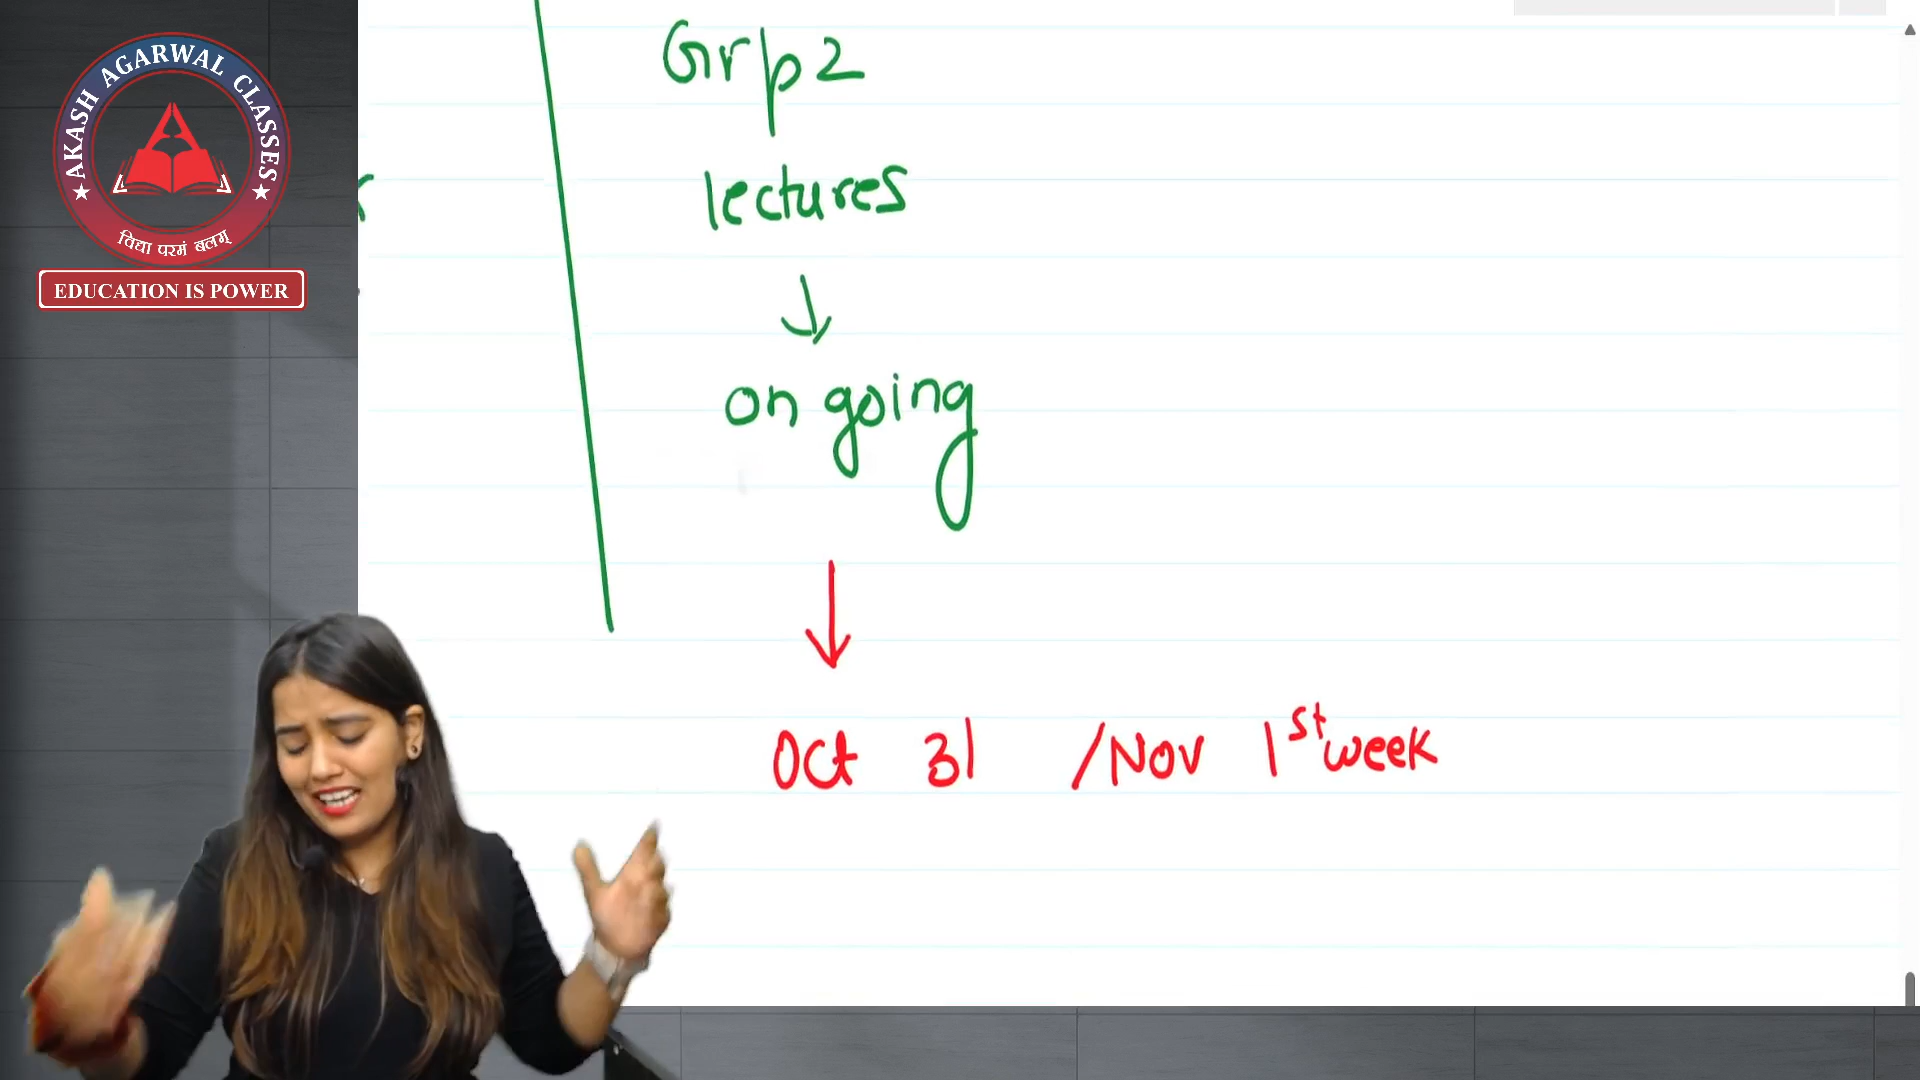 AKASH AGARWAL CLASSES
विद्या परमं बलम्
EDUCATION IS POWER
Grp 2
lectures
on going
Oct 31 /Nov 1st week